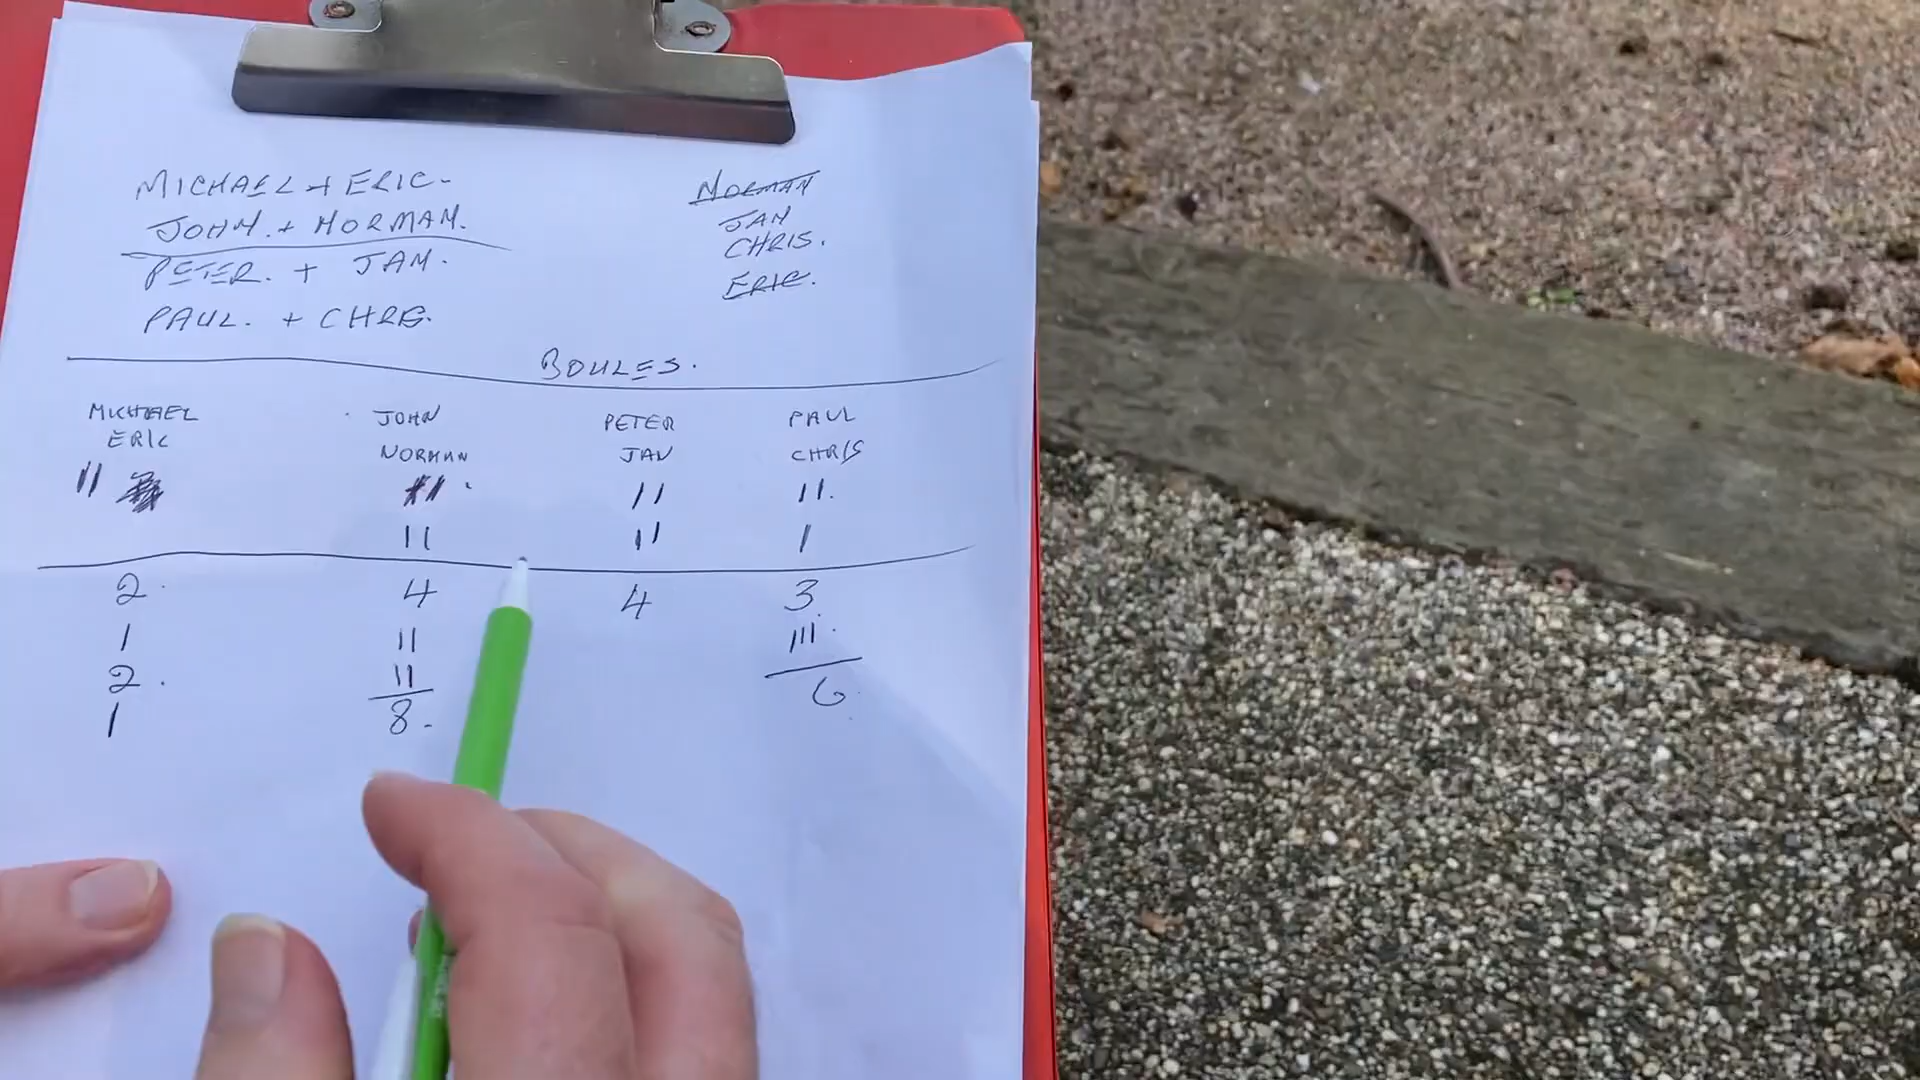 MICHAEL + ERIC.
JOHN. + NORMAN.
PETER. + JAN.
PAUL. + CHRIS.
NORMAN
JAN
CHRIS.
ERIC.
BOULES.
MICHAEL JOHN PETER PAUL
ERIC NORMAN JAN CHRIS
11 11. 11 11.
11 11 1
2. 4 4 3.
1 11 111.
2. 11 6.
1 8.